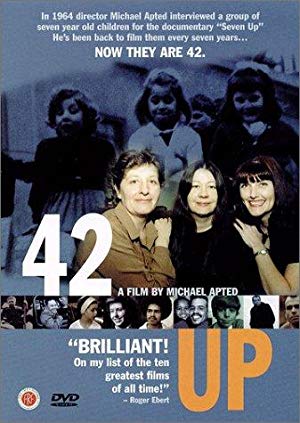 In 1964 director Michael Apted interviewed a group of
seven year old children for the documentary "Seven Up"
He's been back to film them every seven years...
NOW THEY ARE 42.
42
A FILM BY MICHAEL APTED
UP
"BRILLIANT!
On my list of the ten
greatest films
of all time!"
– Roger Ebert
DVD
VIDEO